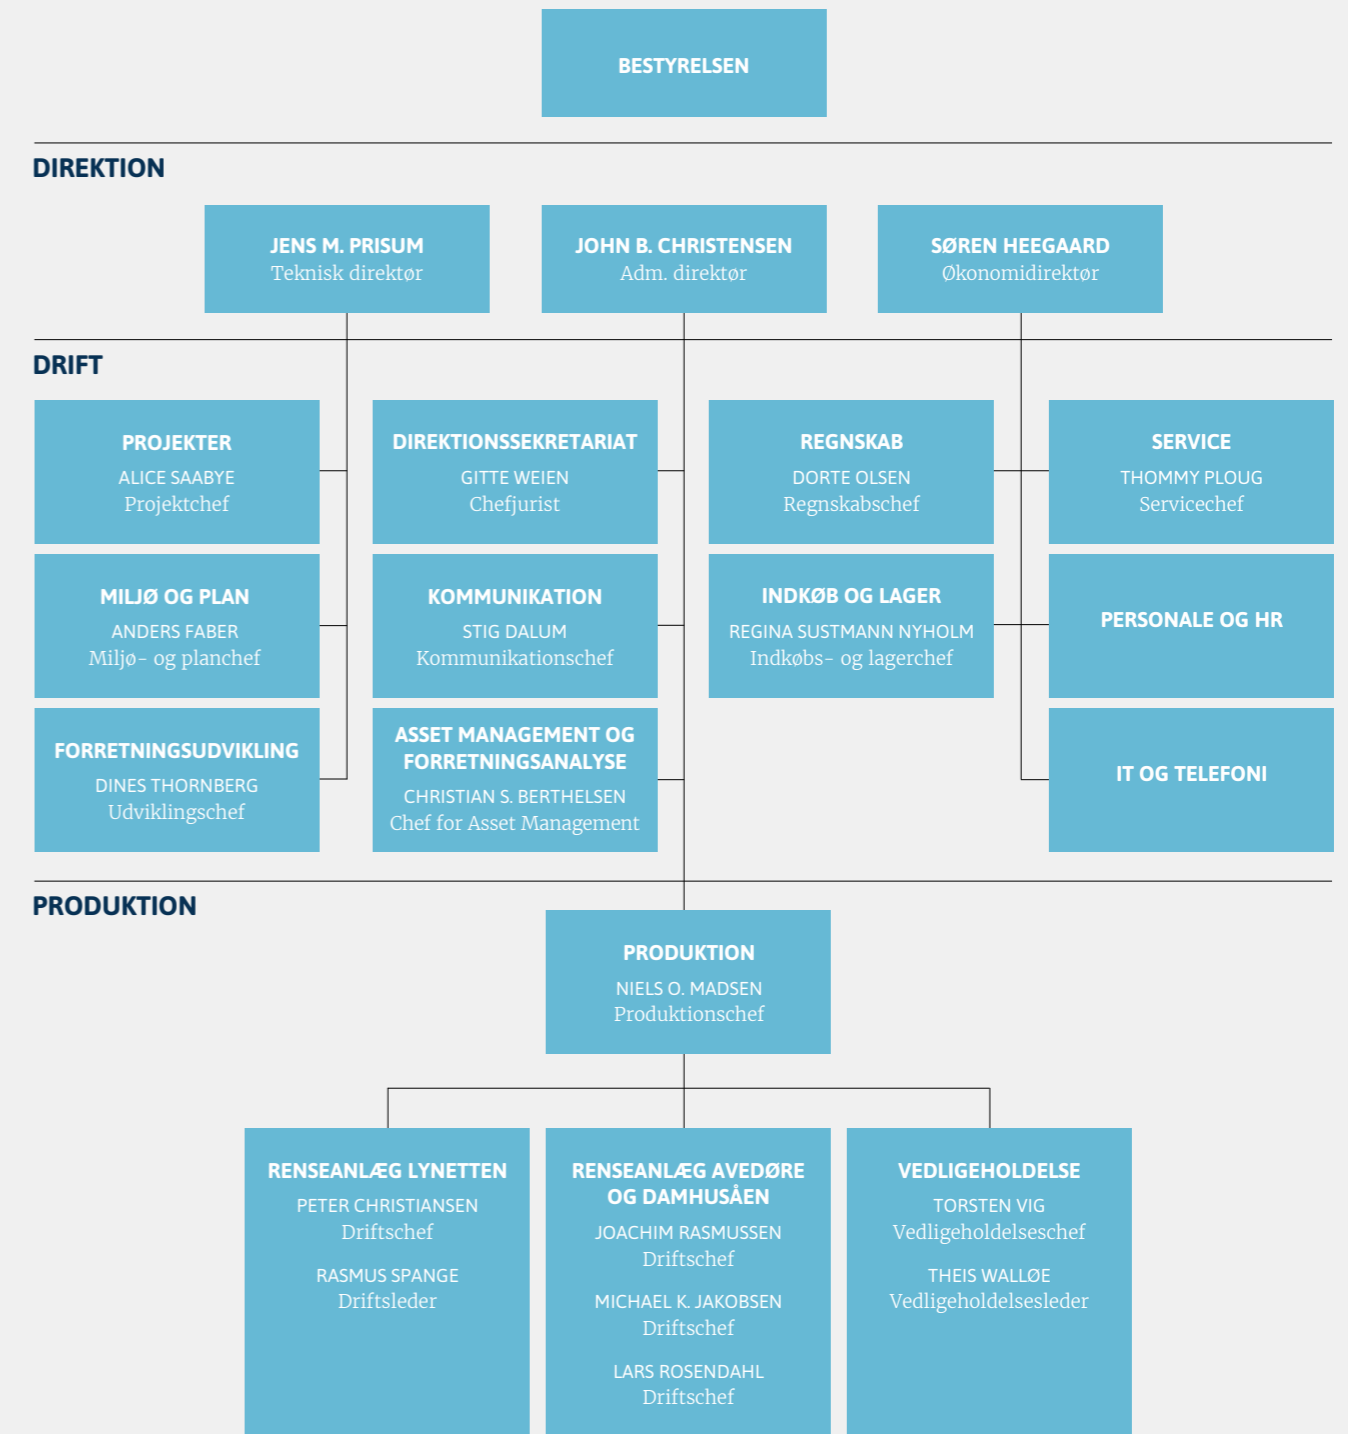 BESTYRELSEN
DIREKTION
JENS M. PRISUM
Teknisk direktør
JOHN B. CHRISTENSEN
Adm. direktør
SØREN HEEGAARD
Økonomidirektør
DRIFT
PROJEKTER
ALICE SAABYE
Projektchef
DIREKTIONSSEKRETARIAT
GITTE WEIEN
Chefjurist
REGNSKAB
DORTE OLSEN
Regnskabschef
SERVICE
THOMMY PLOUG
Servicechef
MILJØ OG PLAN
ANDERS FABER
Miljø- og planchef
KOMMUNIKATION
STIG DALUM
Kommunikationschef
INDKØB OG LAGER
REGINA SUSTMANN NYHOLM
Indkøbs- og lagerchef
PERSONALE OG HR
FORRETNINGSUDVIKLING
DINES THORNBERG
Udviklingschef
ASSET MANAGEMENT OG
FORRETNINGSANALYSE
CHRISTIAN S. BERTHELSEN
Chef for Asset Management
IT OG TELEFONI
PRODUKTION
PRODUKTION
NIELS O. MADSEN
Produktionschef
RENSEANLÆG LYNETTEN
PETER CHRISTIANSEN
Driftschef
RASMUS SPANGE
Driftsleder
RENSEANLÆG AVEDØRE
OG DAMHUSÅEN
JOACHIM RASMUSSEN
Driftschef
MICHAEL K. JAKOBSEN
Driftschef
LARS ROSENDAHL
Driftschef
VEDLIGEHOLDELSE
TORSTEN VIG
Vedligeholdelseschef
THEIS WALLØE
Vedligeholdelsesleder